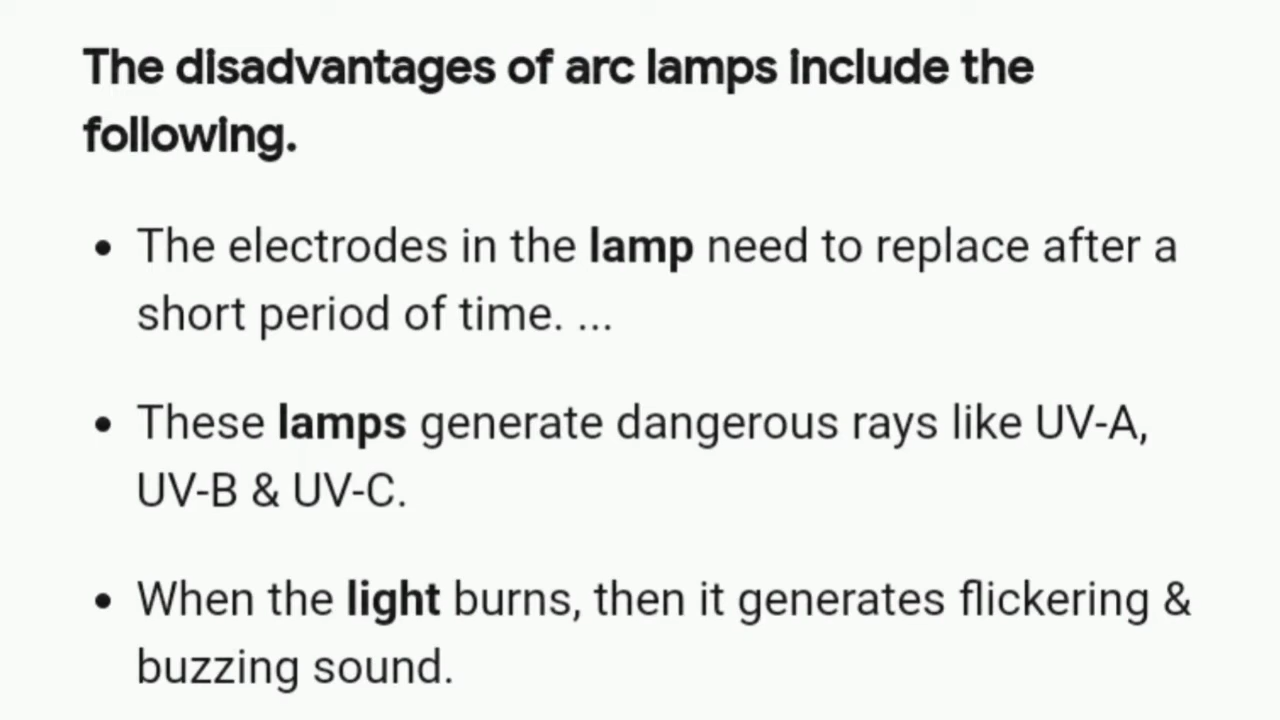 The disadvantages of arc lamps include the
following.
• The electrodes in the lamp need to replace after a
short period of time. ...
• These lamps generate dangerous rays like UV-A,
UV-B & UV-C.
• When the light burns, then it generates flickering &
buzzing sound.